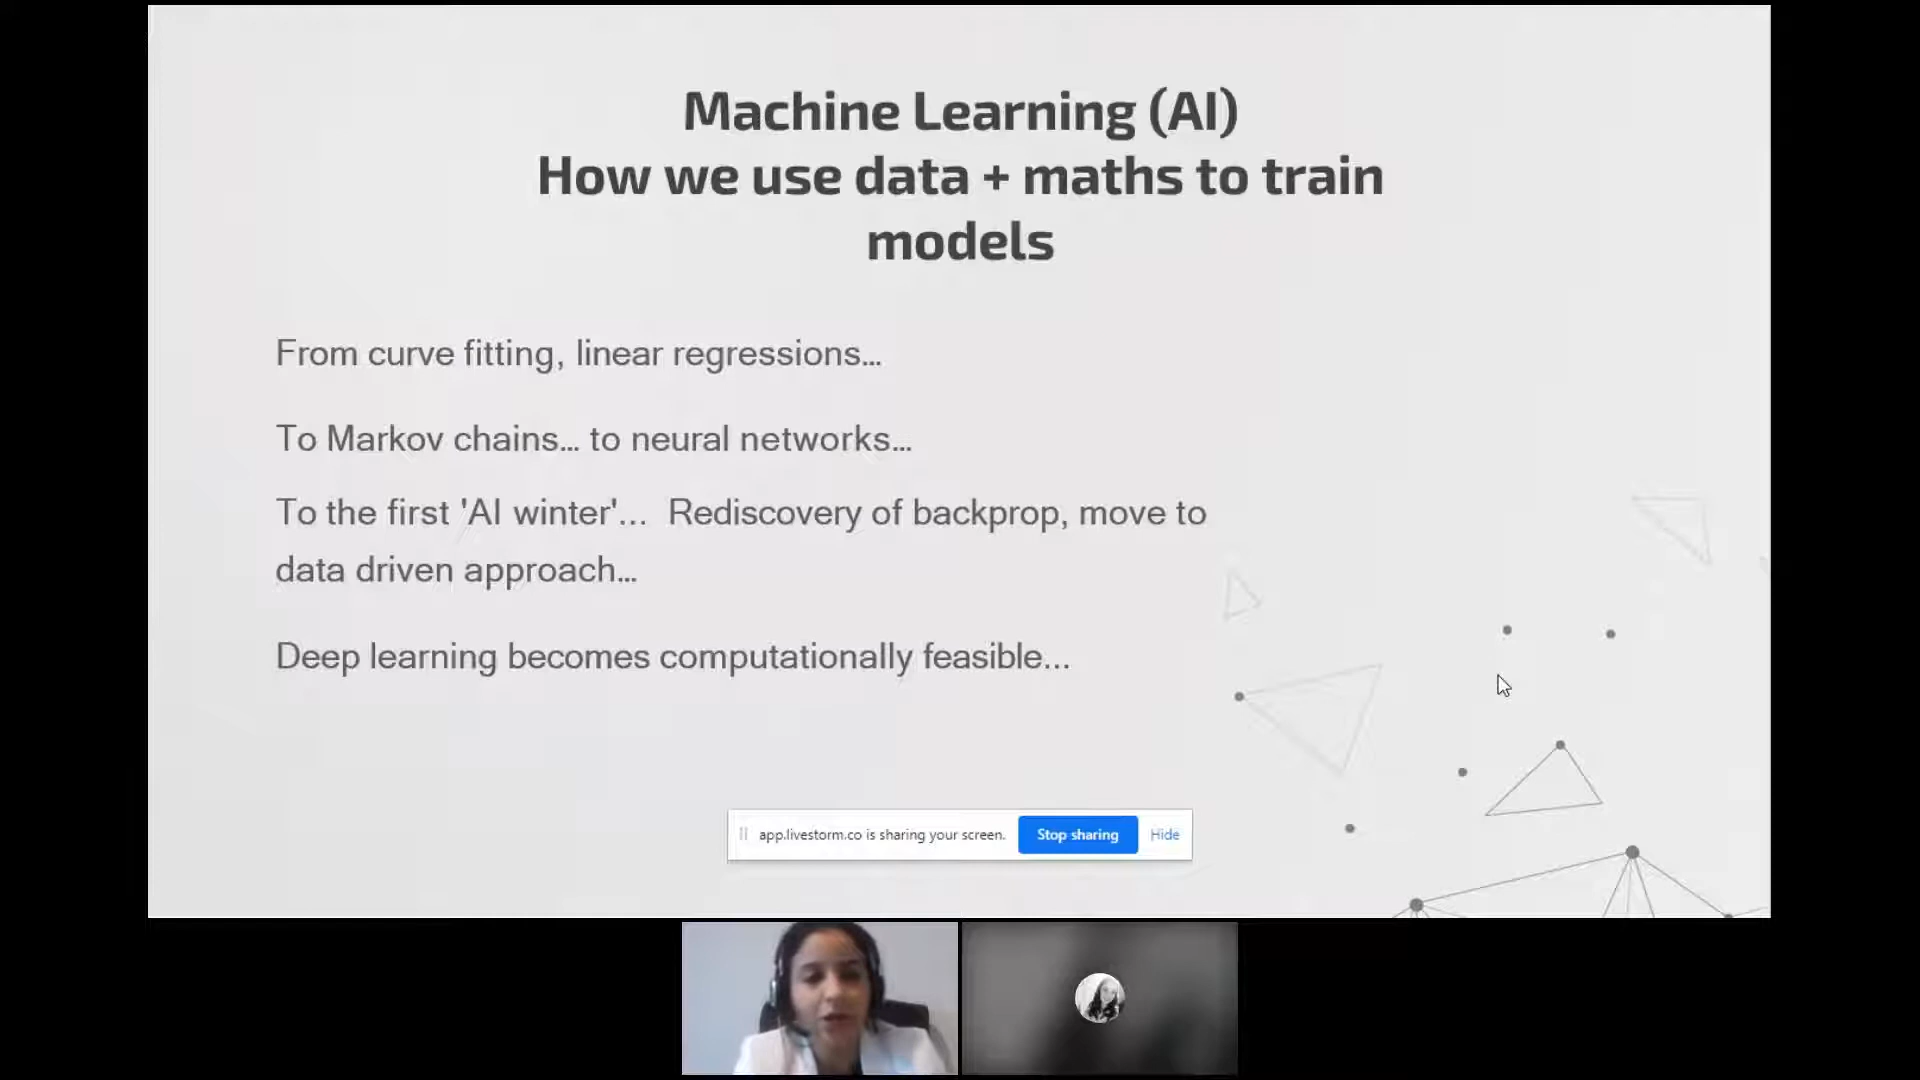 Machine Learning (AI)
How we use data + maths to train
models
From curve fitting, linear regressions...
To Markov chains... to neural networks...
To the first 'AI winter'...  Rediscovery of backprop, move to
data driven approach...
Deep learning becomes computationally feasible...
app.livestorm.co is sharing your screen. Stop sharing Hide